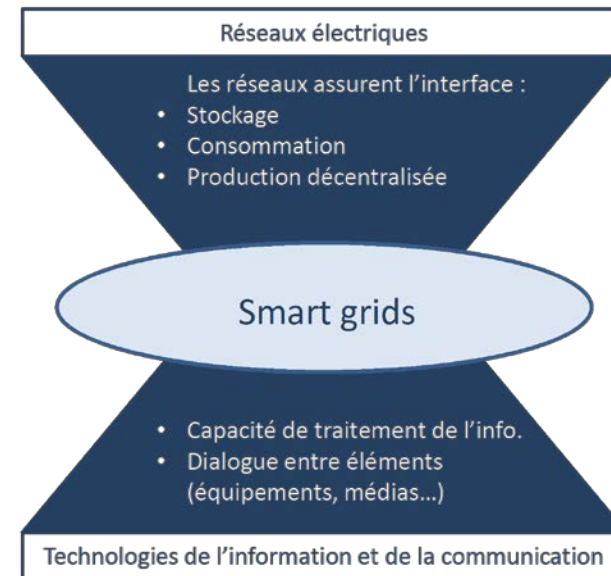 Réseaux électriques
Les réseaux assurent l’interface :
• Stockage
• Consommation
• Production décentralisée
Smart grids
• Capacité de traitement de l’info.
• Dialogue entre éléments
(équipements, médias...)
Technologies de l’information et de la communication